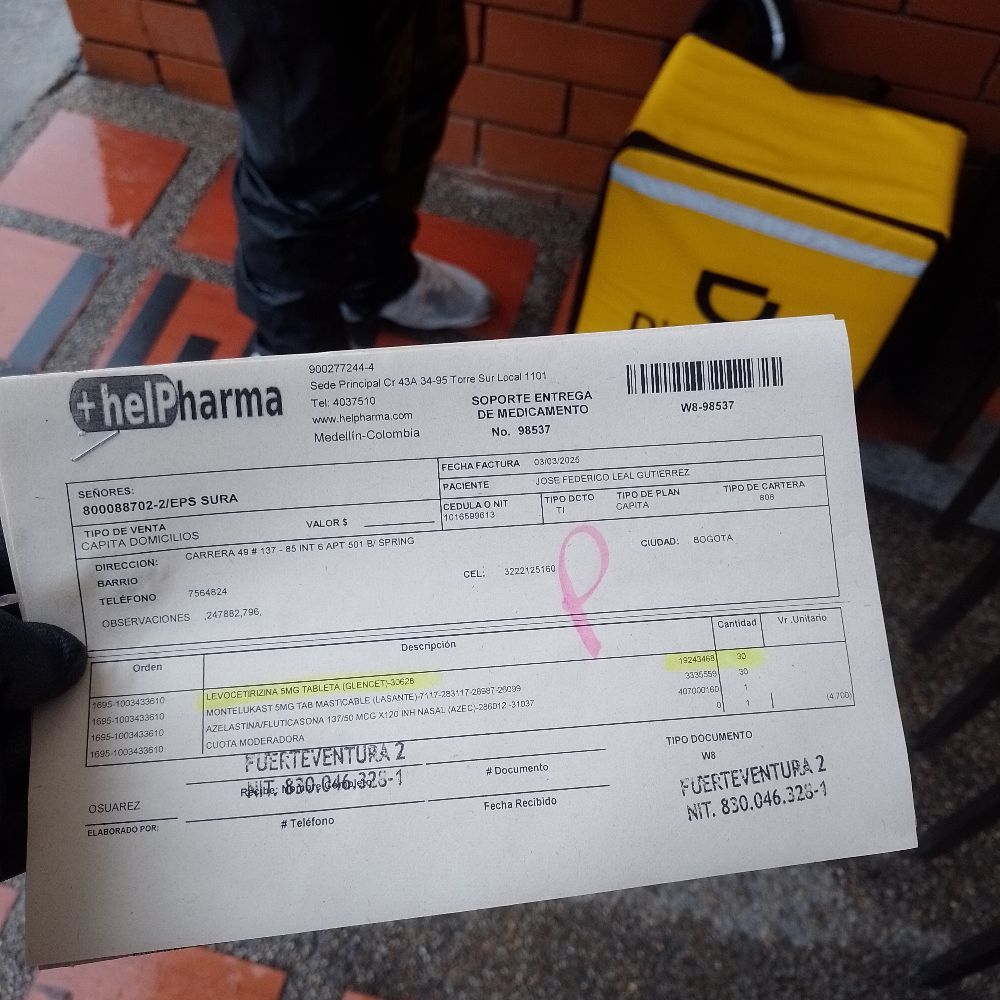 +helPharma
900277244-4
Sede Principal Cr 43A 34-95 Torre Sur Local 1101
Tel: 4037510
www.helpharma.com
Medellín-Colombia
SOPORTE ENTREGA
DE MEDICAMENTO
No. 98537
W8-98537
SEÑORES:
800088702-2/EPS SURA
FECHA FACTURA 03/03/2025
PACIENTE JOSE FEDERICO LEAL GUTIERREZ
TIPO DE VENTA
CAPITA DOMICILIOS
VALOR $
CEDULA O NIT
1016599613
TIPO DCTO
TI
TIPO DE PLAN
CAPITA
TIPO DE CARTERA
806
DIRECCION: CARRERA 49 # 137 - 85 INT 6 APT 501 B/ SPRING
CIUDAD: BOGOTA
BARRIO
TELÉFONO 7564824
CEL: 3222125160
OBSERVACIONES ,247882,796,
P
Orden Descripción Cantidad Vr .Unitario
1695-1003433610 LEVOCETIRIZINA 5MG TABLETA (GLENCET)-30628 19243468 30
1695-1003433610 MONTELUKAST 5MG TAB MASTICABLE (LASANTE)-7117-283117-28987-26099 3335559 30
1695-1003433610 AZELASTINA/FLUTICASONA 137/50 MCG X120 INH NASAL (AZEC)-286012 -31037 40700016D 1
1695-1003433610 CUOTA MODERADORA 0 1 (4.700)
FUERTEVENTURA 2
NIT. 830.046.328-1
Recibe: Nombre Completo
# Documento
TIPO DOCUMENTO
W8
OSUAREZ
ELABORADO POR:
# Teléfono
Fecha Recibido
FUERTEVENTURA 2
NIT. 830.046.328-1